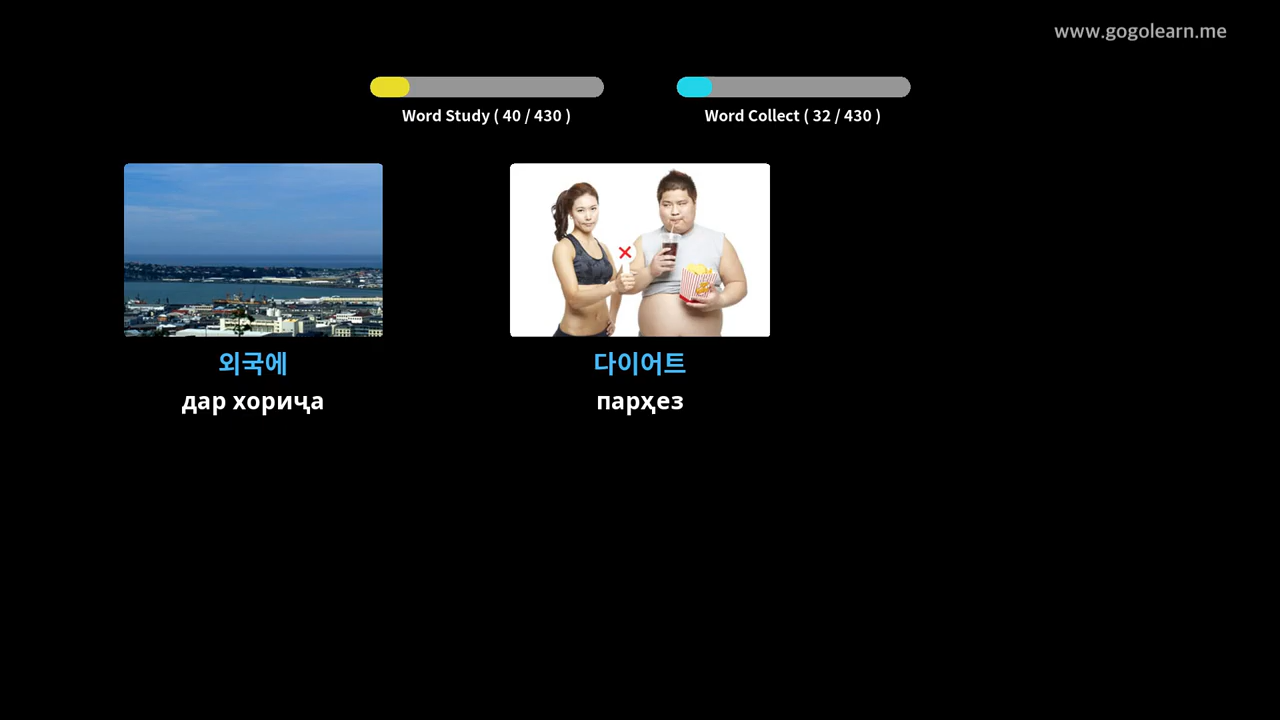 www.gogolearn.me
Word Study ( 40 / 430 )
Word Collect ( 32 / 430 )
외국에
дар хориҷа
다이어트
парҳез